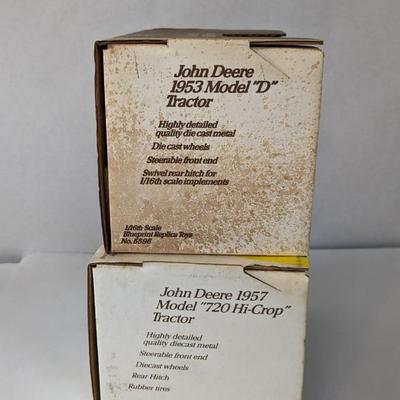 John Deere
1953 Model "D"
Tractor
Highly detailed
quality die cast metal
Die cast wheels
Steerable front end
Swivel rear hitch for
1/16th scale implements
1/16th Scale
Blueprint Replica Toys
No. 5596
John Deere 1957
Model "720 Hi-Crop"
Tractor
Highly detailed
quality diecast metal
Steerable front end
Diecast wheels
Rear Hitch
Rubber tires